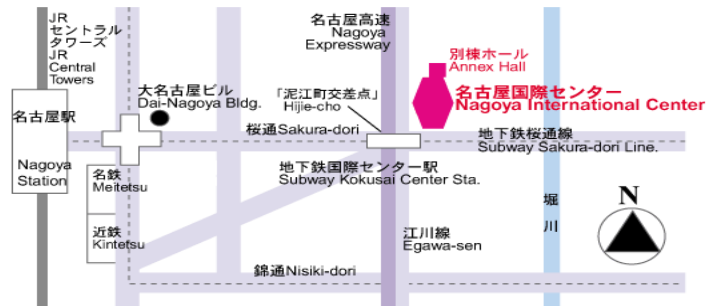 JR
セントラル
タワーズ
JR
Central
Towers
名古屋高速
Nagoya
Expressway
別棟ホール
Annex Hall
大名古屋ビル
Dai-Nagoya Bldg.
「泥江町交差点」
Hijie-cho
名古屋国際センター
Nagoya International Center
名古屋駅
Nagoya
Station
桜通Sakura-dori
地下鉄桜通線
Subway Sakura-dori Line.
名鉄
Meitetsu
地下鉄国際センター駅
Subway Kokusai Center Sta.
近鉄
Kintetsu
江川線
Egawa-sen
堀
川
N
錦通Nisiki-dori